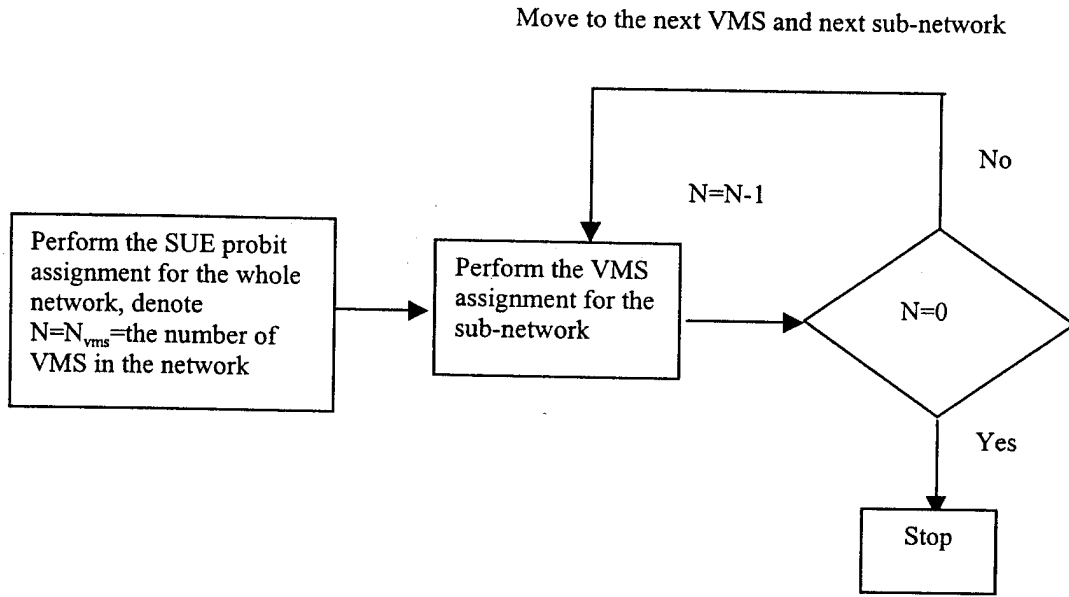 Move to the next VMS and next sub-network
No
N=N-1
Perform the SUE probit
assignment for the whole
network, denote
N=Nvms=the number of
VMS in the network
Perform the VMS
assignment for the
sub-network
N=0
Yes
Stop